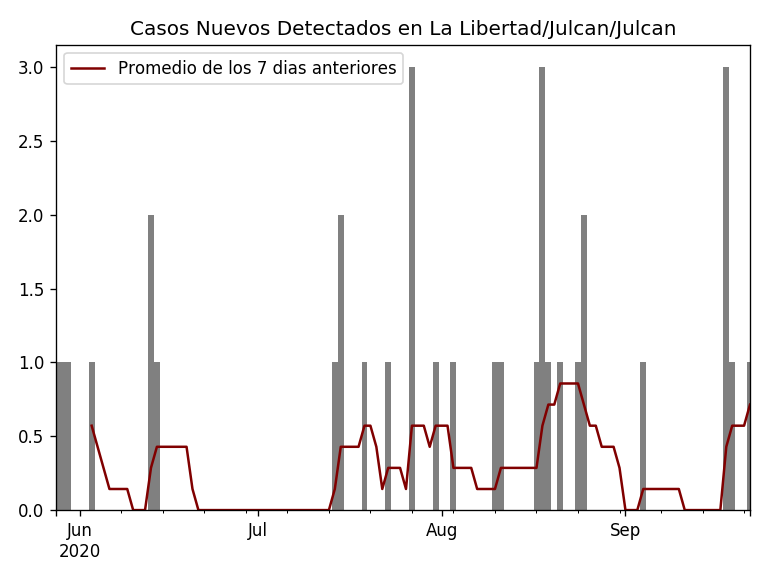 Casos Nuevos Detectados en La Libertad/Julcan/Julcan
Promedio de los 7 dias anteriores
3.0
2.5
2.0
1.5
1.0
0.5
0.0
Jun
2020
Jul
Aug
Sep